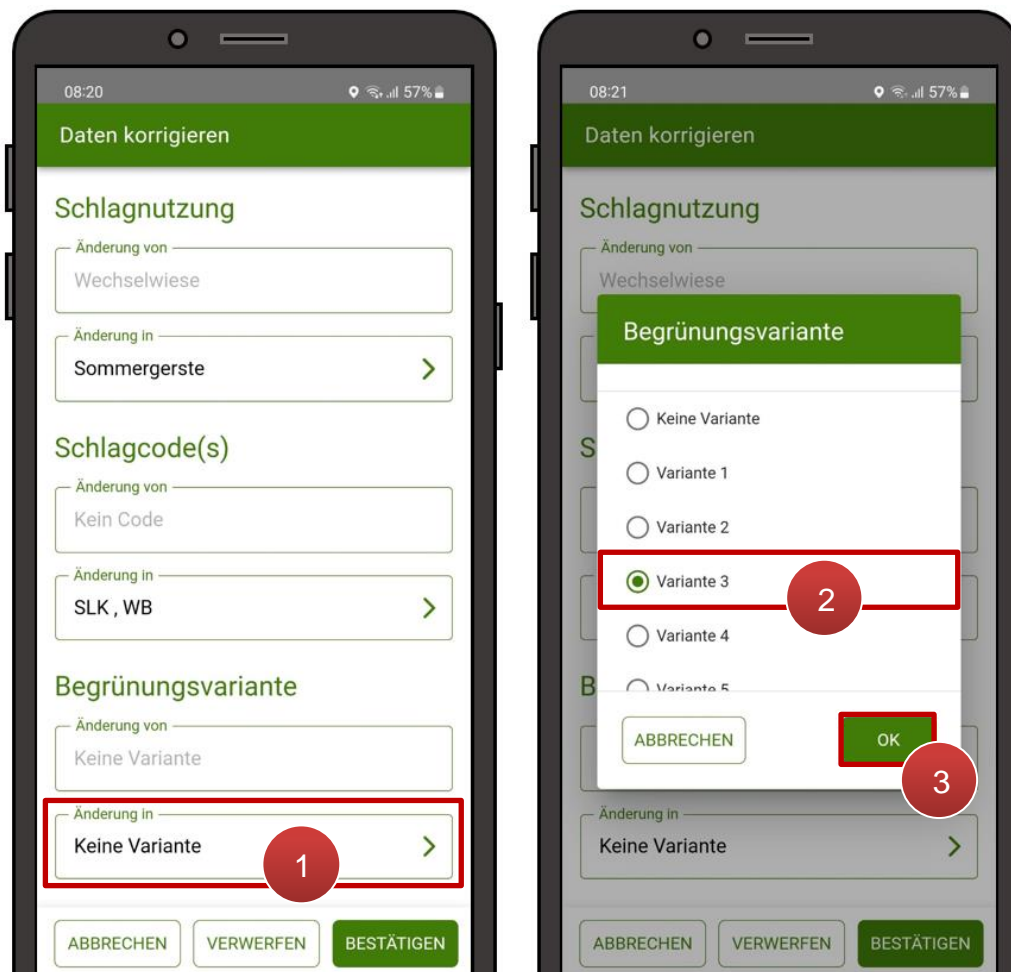 08:20
57%
Daten korrigieren
Schlagnutzung
Änderung von
Wechselwiese
Änderung in
Sommergerste
Schlagcode(s)
Änderung von
Kein Code
Änderung in
SLK , WB
Begrünungsvariante
Änderung von
Keine Variante
Änderung in
Keine Variante
1
ABBRECHEN VERWERFEN BESTÄTIGEN
08:21
57%
Daten korrigieren
Schlagnutzung
Änderung von
Wechselwiese
Begrünungsvariante
Keine Variante
Variante 1
S
Variante 2
Variante 3
2
Variante 4
B
Variante 5
ABBRECHEN OK
3
Änderung in
Keine Variante
ABBRECHEN VERWERFEN BESTÄTIGEN